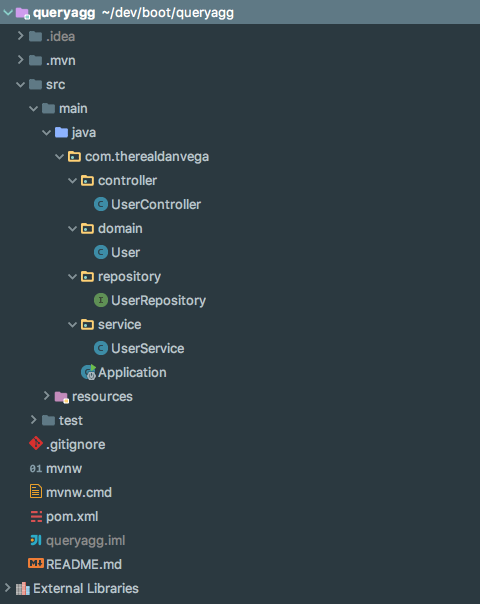 queryagg ~/dev/boot/queryagg
.idea
.mvn
src
main
java
com.therealdanvega
controller
C UserController
domain
C User
repository
I UserRepository
service
C UserService
Application
resources
test
.gitignore
01 mvnw
mvnw.cmd
pom.xml
queryagg.iml
README.md
External Libraries